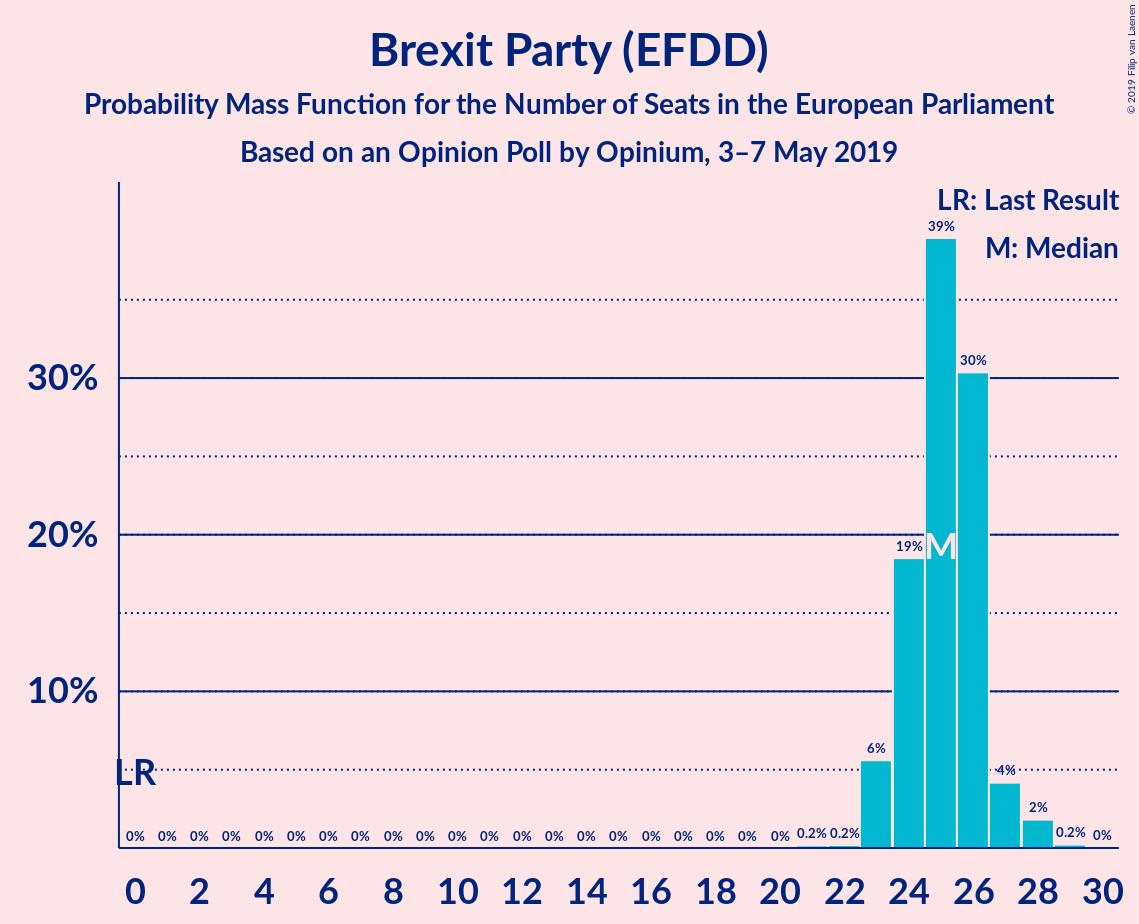 Brexit Party (EFDD)
Probability Mass Function for the Number of Seats in the European Parliament
Based on an Opinion Poll by Opinium, 3–7 May 2019
© 2019 Filip van Laenen
LR: Last Result
M: Median
39%
30%
30%
20%
19%
M
10%
6%
LR
4%
2%
0% 0% 0% 0% 0% 0% 0% 0% 0% 0% 0% 0% 0% 0% 0% 0% 0% 0% 0% 0% 0% 0.2% 0.2% 0.2% 0%
0 2 4 6 8 10 12 14 16 18 20 22 24 26 28 30